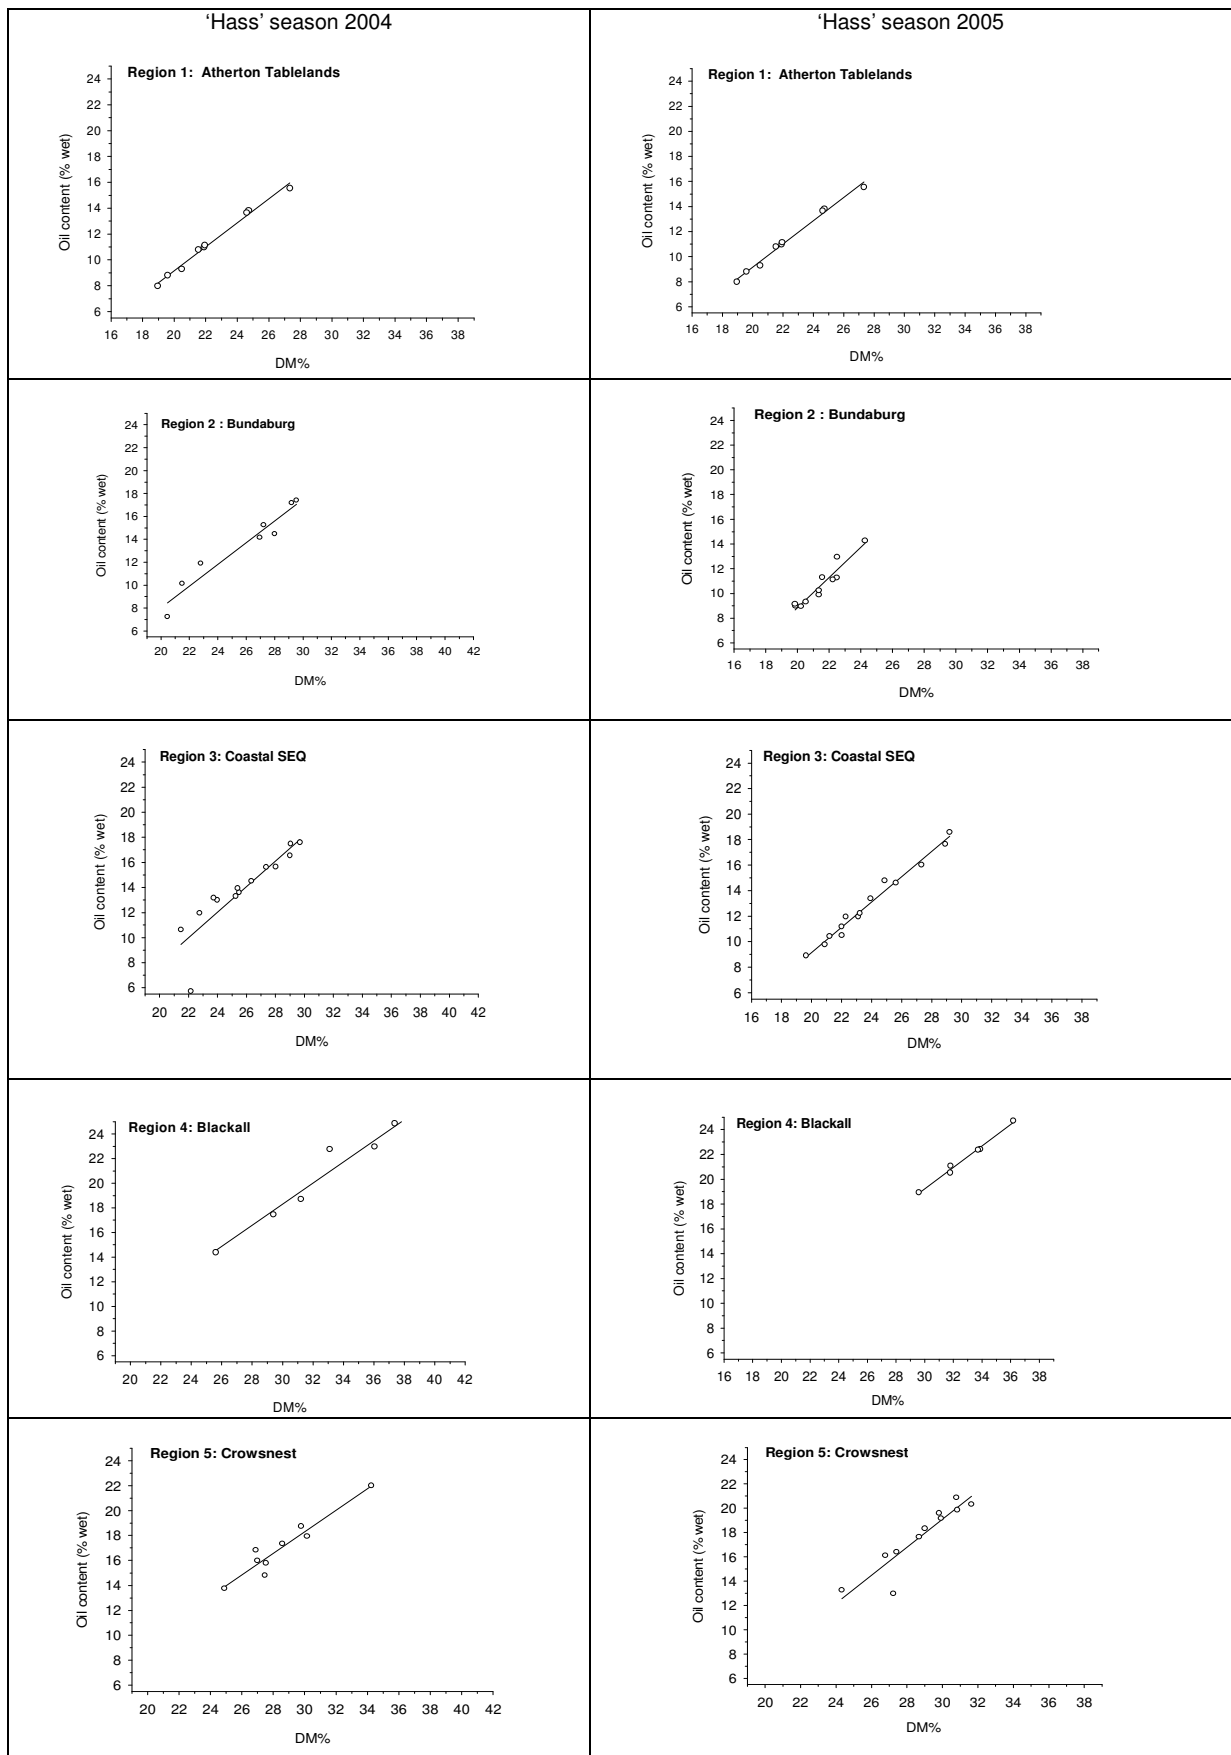 ‘Hass’ season 2004
‘Hass’ season 2005
Region 1: Atherton Tablelands
24
22
20
18
16
14
12
10
8
6
Oil content (% wet)
16 18 20 22 24 26 28 30 32 34 36 38
DM%
Region 1: Atherton Tablelands
24
22
20
18
16
14
12
10
8
6
Oil content (% wet)
16 18 20 22 24 26 28 30 32 34 36 38
DM%
Region 2 : Bundaburg
24
22
20
18
16
14
12
10
8
6
Oil content (% wet)
20 22 24 26 28 30 32 34 36 38 40 42
DM%
Region 2 : Bundaburg
24
22
20
18
16
14
12
10
8
6
Oil content (% wet)
16 18 20 22 24 26 28 30 32 34 36 38
DM%
Region 3: Coastal SEQ
24
22
20
18
16
14
12
10
8
6
Oil content (% wet)
20 22 24 26 28 30 32 34 36 38 40 42
DM%
Region 3: Coastal SEQ
24
22
20
18
16
14
12
10
8
6
Oil content (% wet)
16 18 20 22 24 26 28 30 32 34 36 38
DM%
Region 4: Blackall
24
22
20
18
16
14
12
10
8
6
Oil content (% wet)
20 22 24 26 28 30 32 34 36 38 40 42
DM%
Region 4: Blackall
24
22
20
18
16
14
12
10
8
6
Oil content (% wet)
16 18 20 22 24 26 28 30 32 34 36 38
DM%
Region 5: Crowsnest
24
22
20
18
16
14
12
10
8
6
Oil content (% wet)
20 22 24 26 28 30 32 34 36 38 40 42
DM%
Region 5: Crowsnest
24
22
20
18
16
14
12
10
8
6
Oil content (% wet)
20 22 24 26 28 30 32 34 36 38
DM%